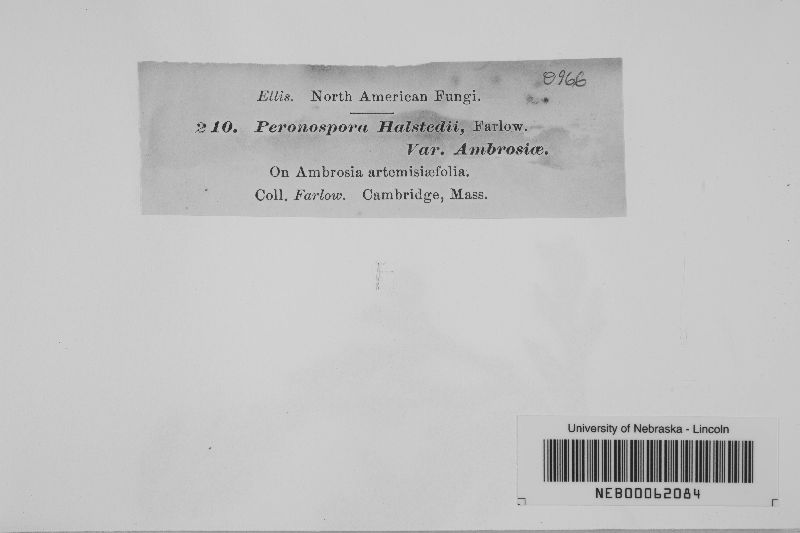 0966
Ellis. North American Fungi.
210. Peronospora Halstedii, Farlow.
Var. Ambrosiæ.
On Ambrosia artemisiæfolia.
Coll. Farlow. Cambridge, Mass.
University of Nebraska - Lincoln
NEB00062084